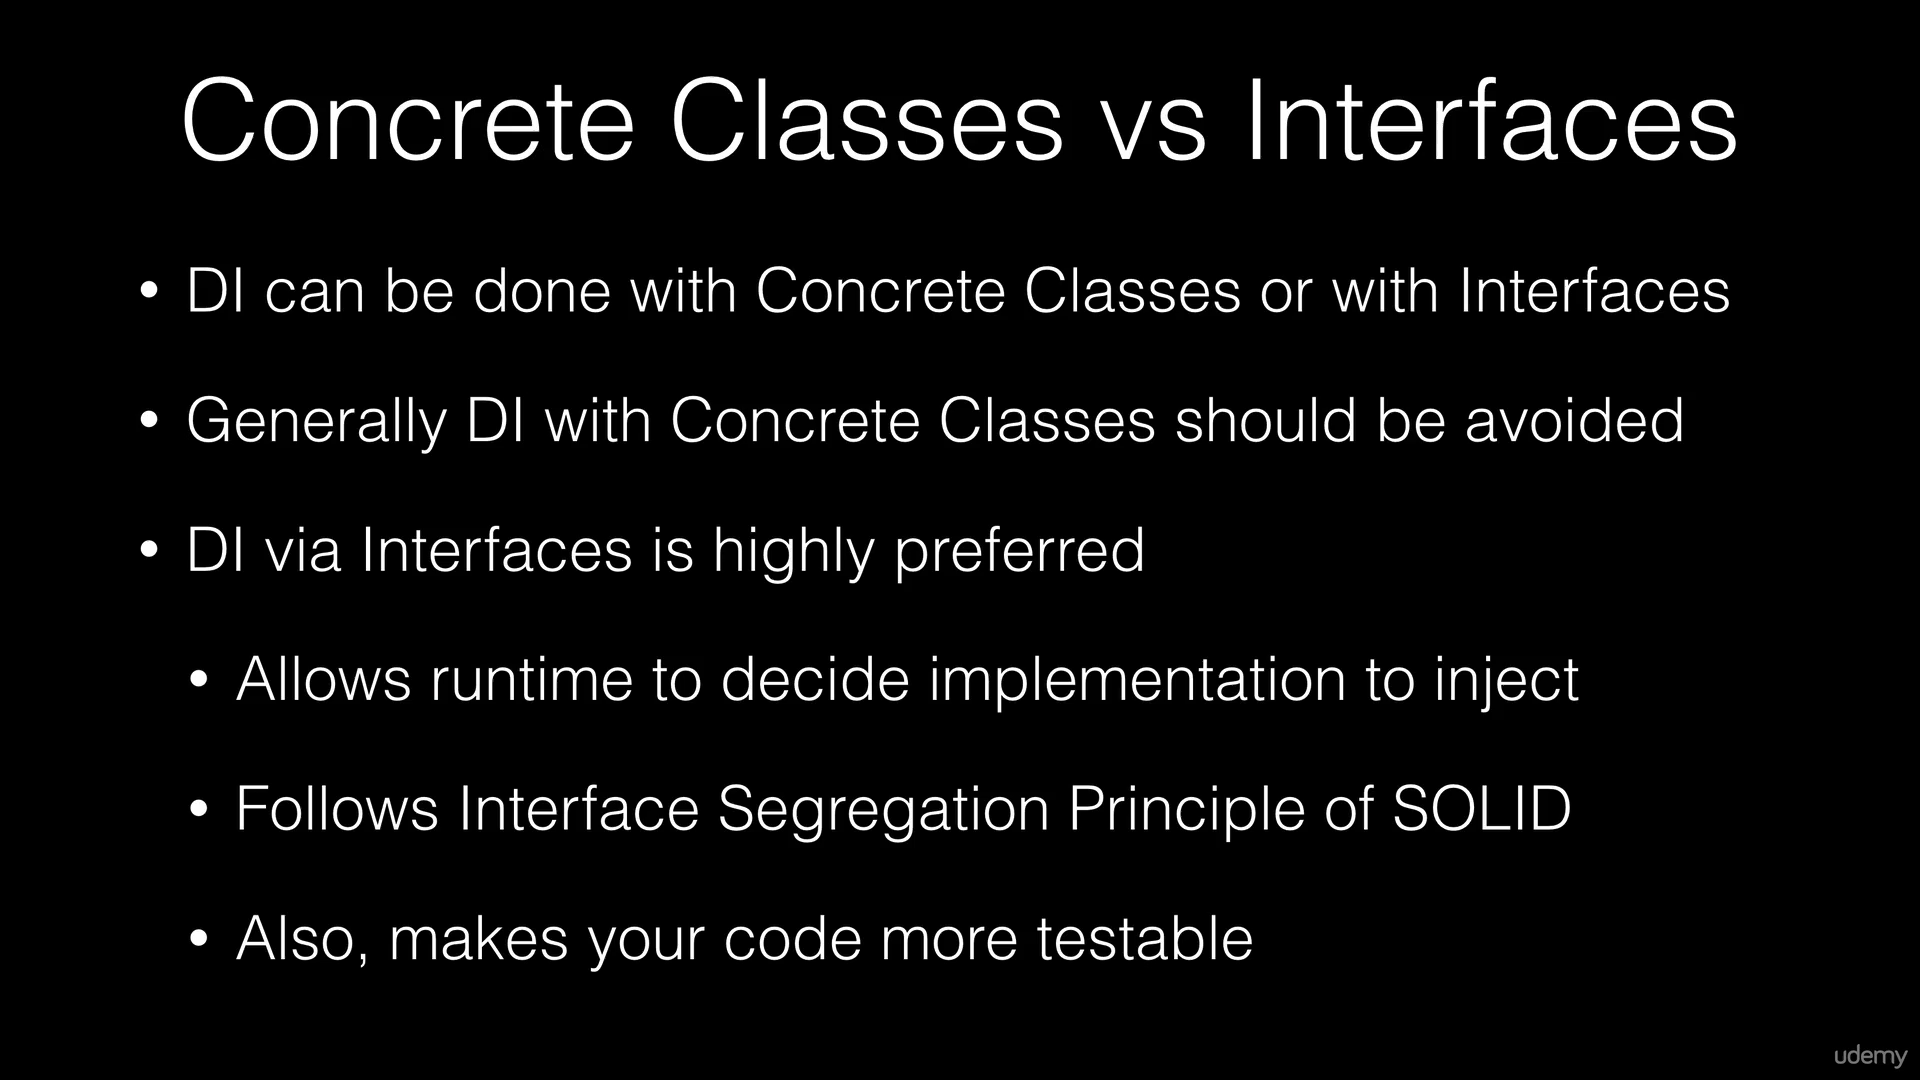 Concrete Classes vs Interfaces
• DI can be done with Concrete Classes or with Interfaces
• Generally DI with Concrete Classes should be avoided
• DI via Interfaces is highly preferred
• Allows runtime to decide implementation to inject
• Follows Interface Segregation Principle of SOLID
• Also, makes your code more testable
udemy